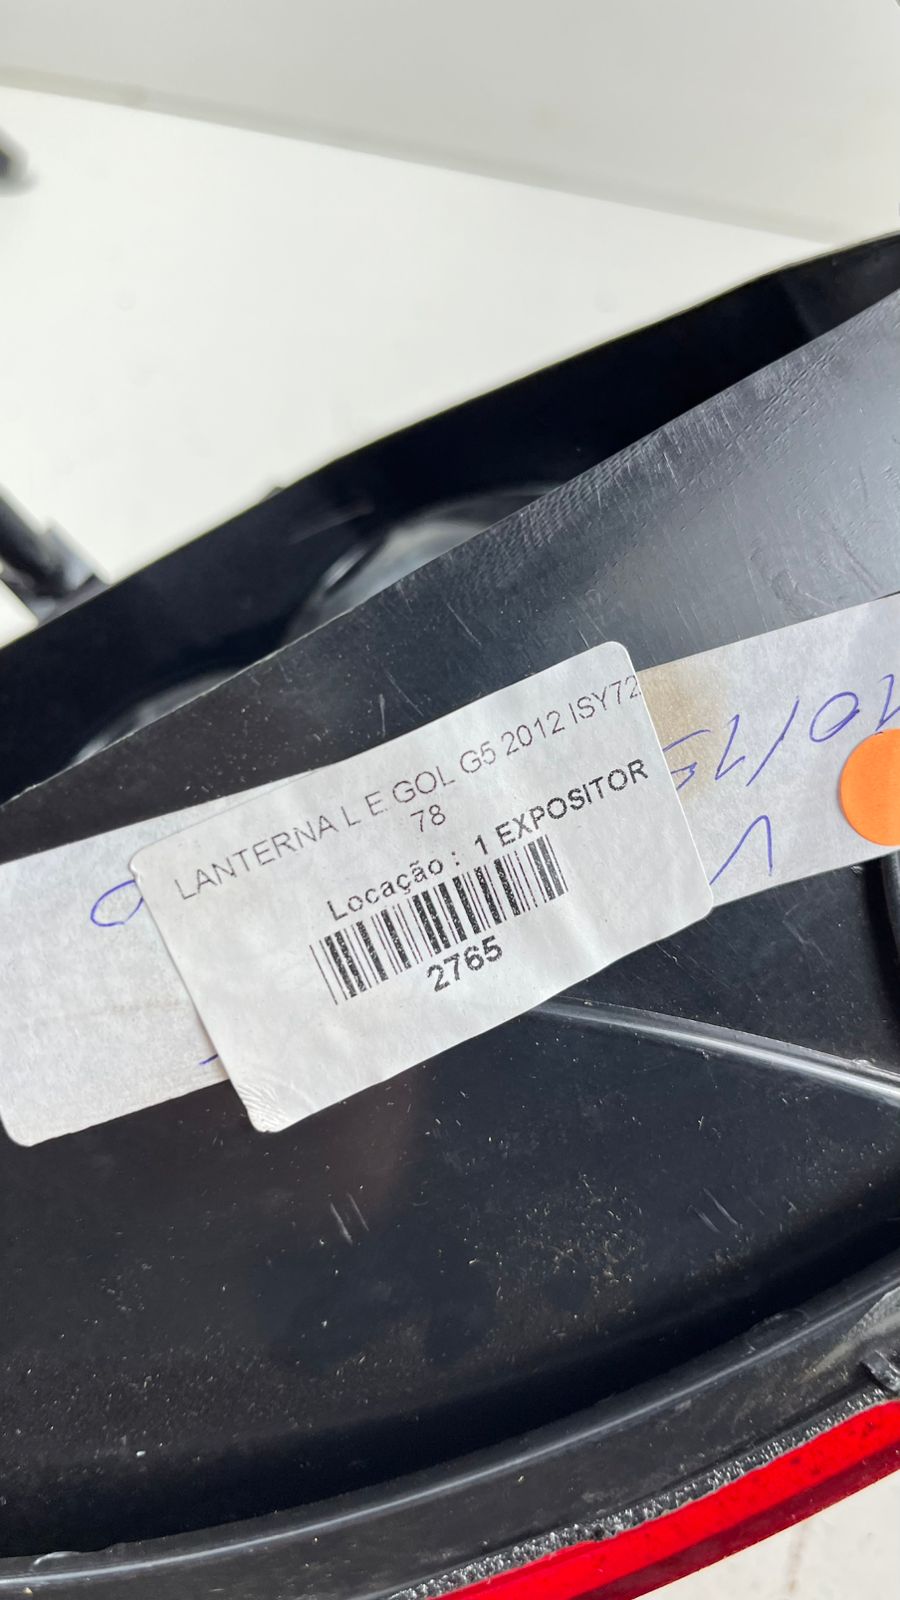 LANTERNA L E GOL G5 2012 ISY72
78
Locação : 1 EXPOSITOR
2765